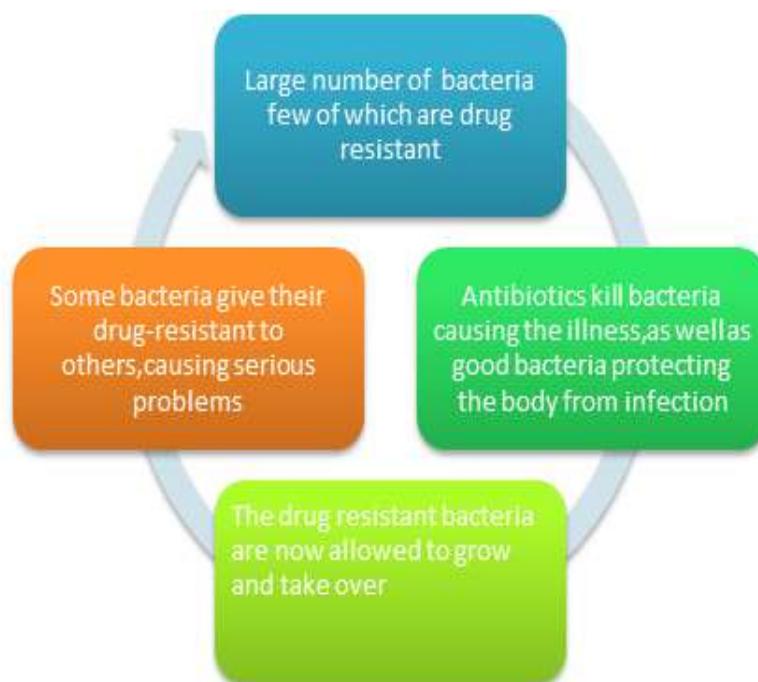 Large number of bacteria
few of which are drug
resistant
Antibiotics kill bacteria
causing the illness,as well as
good bacteria protecting
the body from infection
The drug resistant bacteria
are now allowed to grow
and take over
Some bacteria give their
drug-resistant to
others,causing serious
problems